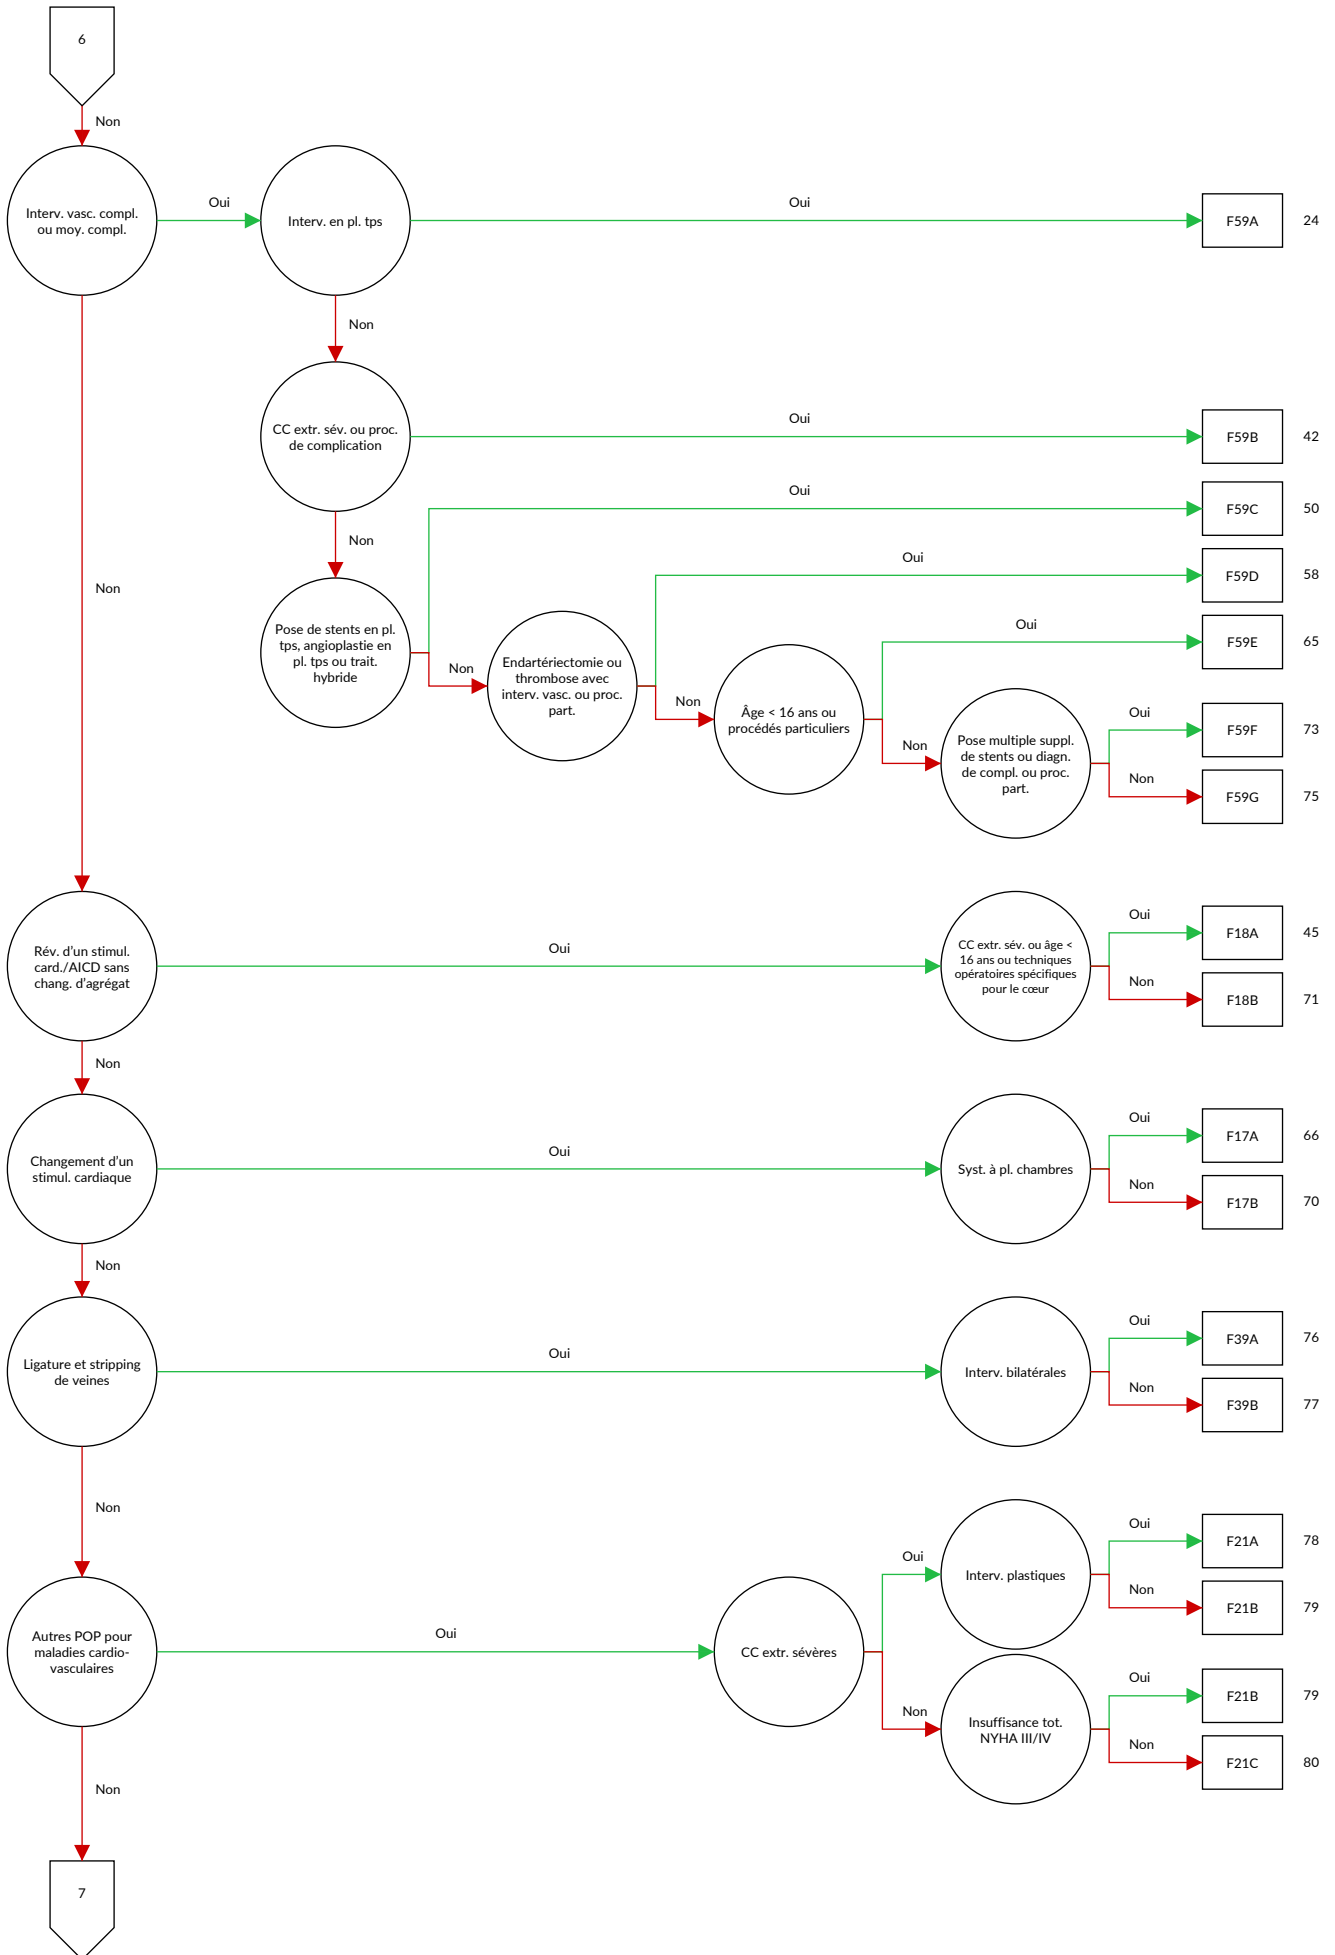 6
Non
Interv. vasc. compl.
ou moy. compl.
Oui
Interv. en pl. tps
Oui
F59A
24
Non
CC extr. sév. ou proc.
de complication
Oui
F59B
42
Non
Pose de stents en pl.
tps, angioplastie en
pl. tps ou trait.
hybride
Oui
F59C
50
Non
Endartériectomie ou
thrombose avec
interv. vasc. ou proc.
part.
Oui
F59D
58
Non
Âge < 16 ans ou
procédés particuliers
Oui
F59E
65
Non
Pose multiple suppl.
de stents ou diagn.
de compl. ou proc.
part.
Oui
F59F
73
Non
F59G
75
Non
Rév. d'un stimul.
card./AICD sans
chang. d'agrégat
Oui
CC extr. sév. ou âge <
16 ans ou techniques
opératoires spécifiques
pour le cœur
Oui
F18A
45
Non
F18B
71
Non
Changement d'un
stimul. cardiaque
Oui
Syst. à pl. chambres
Oui
F17A
66
Non
F17B
70
Non
Ligature et stripping
de veines
Oui
Interv. bilatérales
Oui
F39A
76
Non
F39B
77
Non
Autres POP pour
maladies cardio-
vasculaires
Oui
CC extr. sévères
Oui
Interv. plastiques
Oui
F21A
78
Non
F21B
79
Non
Insuffisance tot.
NYHA III/IV
Oui
F21B
79
Non
F21C
80
Non
7